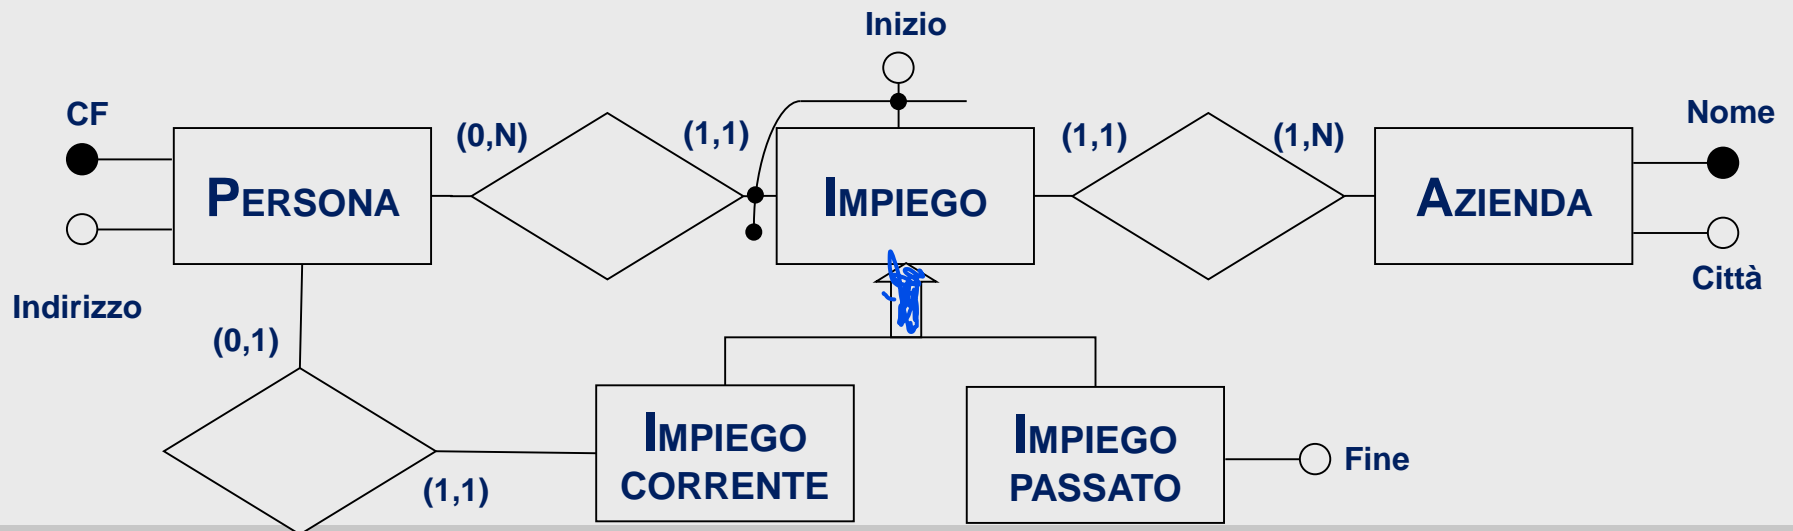 Inizio
CF
Nome
(0,N)
(1,1)
(1,1)
(1,N)
PERSONA
IMPIEGO
AZIENDA
Città
Indirizzo
(0,1)
IMPIEGO
CORRENTE
IMPIEGO
PASSATO
Fine
(1,1)